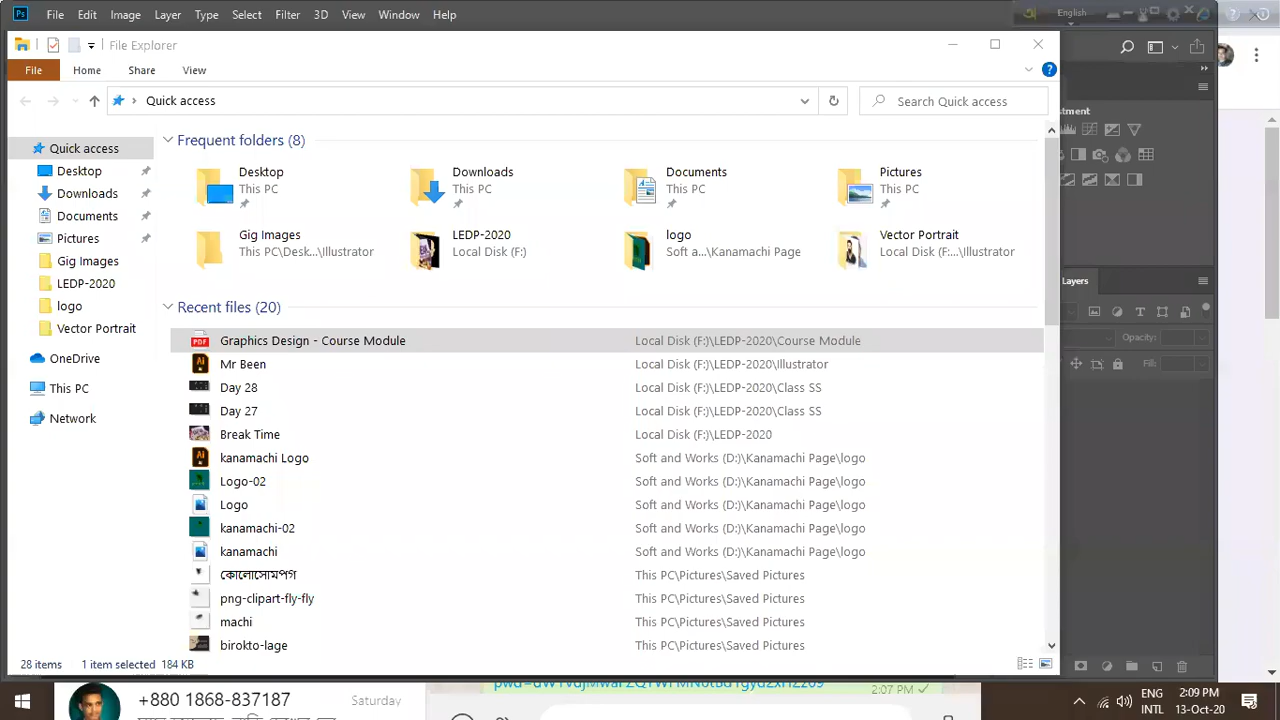 Ps File Edit Image Layer Type Select Filter 3D View Window Help
English
File Explorer
File Home Share View
Quick access
Search Quick access
stment
Quick access
Desktop
Downloads
Documents
Pictures
Gig Images
LEDP-2020
logo
Vector Portrait
OneDrive
This PC
Network
Frequent folders (8)
Desktop
This PC
Downloads
This PC
Documents
This PC
Pictures
This PC
Gig Images
This PC\Desk...\Illustrator
LEDP-2020
Local Disk (F:)
logo
Soft a...\Kanamachi Page
Vector Portrait
Local Disk (F:...\Illustrator
Recent files (20)
PDF Graphics Design - Course Module Local Disk (F:)\LEDP-2020\Course Module
Ai Mr Been Local Disk (F:)\LEDP-2020\Illustrator
Day 28 Local Disk (F:)\LEDP-2020\Class SS
Day 27 Local Disk (F:)\LEDP-2020\Class SS
Break Time Local Disk (F:)\LEDP-2020
Ai kanamachi Logo Soft and Works (D:)\Kanamachi Page\logo
Logo-02 Soft and Works (D:)\Kanamachi Page\logo
Logo Soft and Works (D:)\Kanamachi Page\logo
kanamachi-02 Soft and Works (D:)\Kanamachi Page\logo
kanamachi Soft and Works (D:)\Kanamachi Page\logo
কোলোসোমপগ This PC\Pictures\Saved Pictures
png-clipart-fly-fly This PC\Pictures\Saved Pictures
machi This PC\Pictures\Saved Pictures
birokto-lage This PC\Pictures\Saved Pictures
28 items 1 item selected 184 KB
Layers
Opacity:
Fill:
+880 1868-837187 Saturday
2:07 PM
ENG
INTL
2:09 PM
13-Oct-20